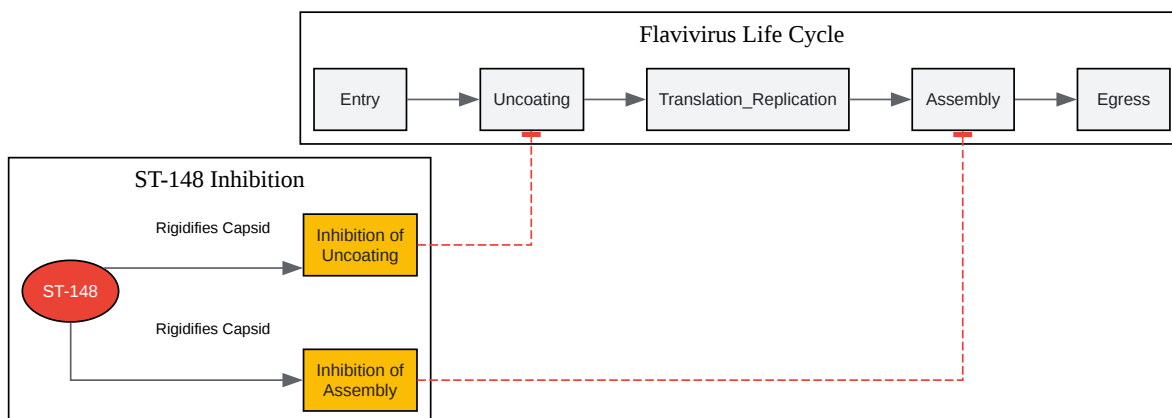 Flavivirus Life Cycle
Entry
Uncoating
Translation_Replication
Assembly
Egress
ST-148 Inhibition
Rigidifies Capsid
Inhibition of
Uncoating
ST-148
Rigidifies Capsid
Inhibition of
Assembly